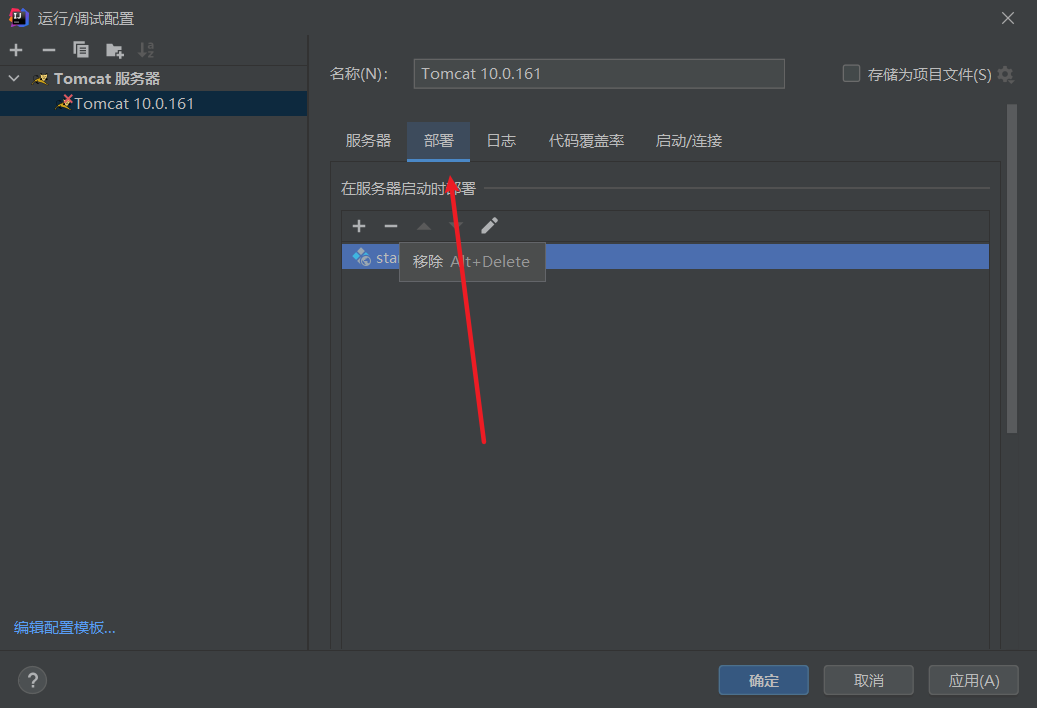 运行/调试配置
Tomcat 服务器
Tomcat 10.0.161
名称(N)：
Tomcat 10.0.161
存储为项目文件(S)
服务器 部署 日志 代码覆盖率 启动/连接
在服务器启动时部署
移除 Alt+Delete
编辑配置模板...
?
确定 取消 应用(A)